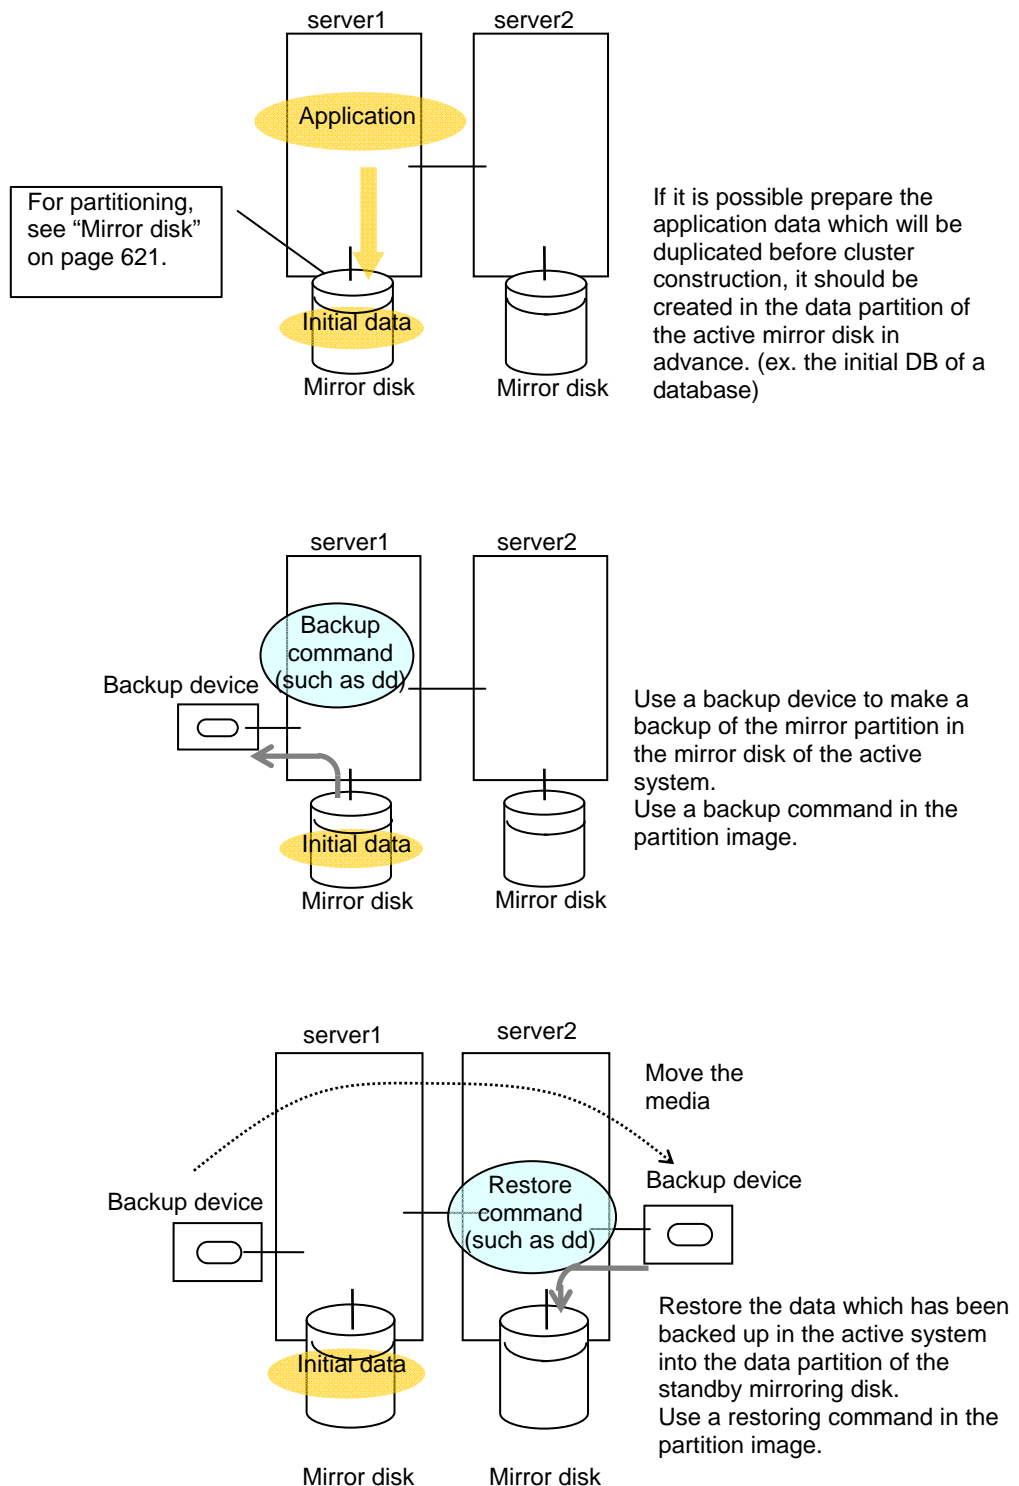 server1
server2
Application
For partitioning,
see “Mirror disk”
on page 621.
If it is possible prepare the
application data which will be
duplicated before cluster
construction, it should be
created in the data partition of
the active mirror disk in
advance. (ex. the initial DB of a
database)
Initial data
Mirror disk
Mirror disk
server1
server2
Backup
command
(such as dd)
Backup device
Use a backup device to make a
backup of the mirror partition in
the mirror disk of the active
system.
Use a backup command in the
partition image.
Initial data
Mirror disk
Mirror disk
server1
server2
Move the
media
Backup device
Backup device
Restore
command
(such as dd)
Restore the data which has been
backed up in the active system
into the data partition of the
standby mirroring disk.
Use a restoring command in the
partition image.
Initial data
Mirror disk
Mirror disk